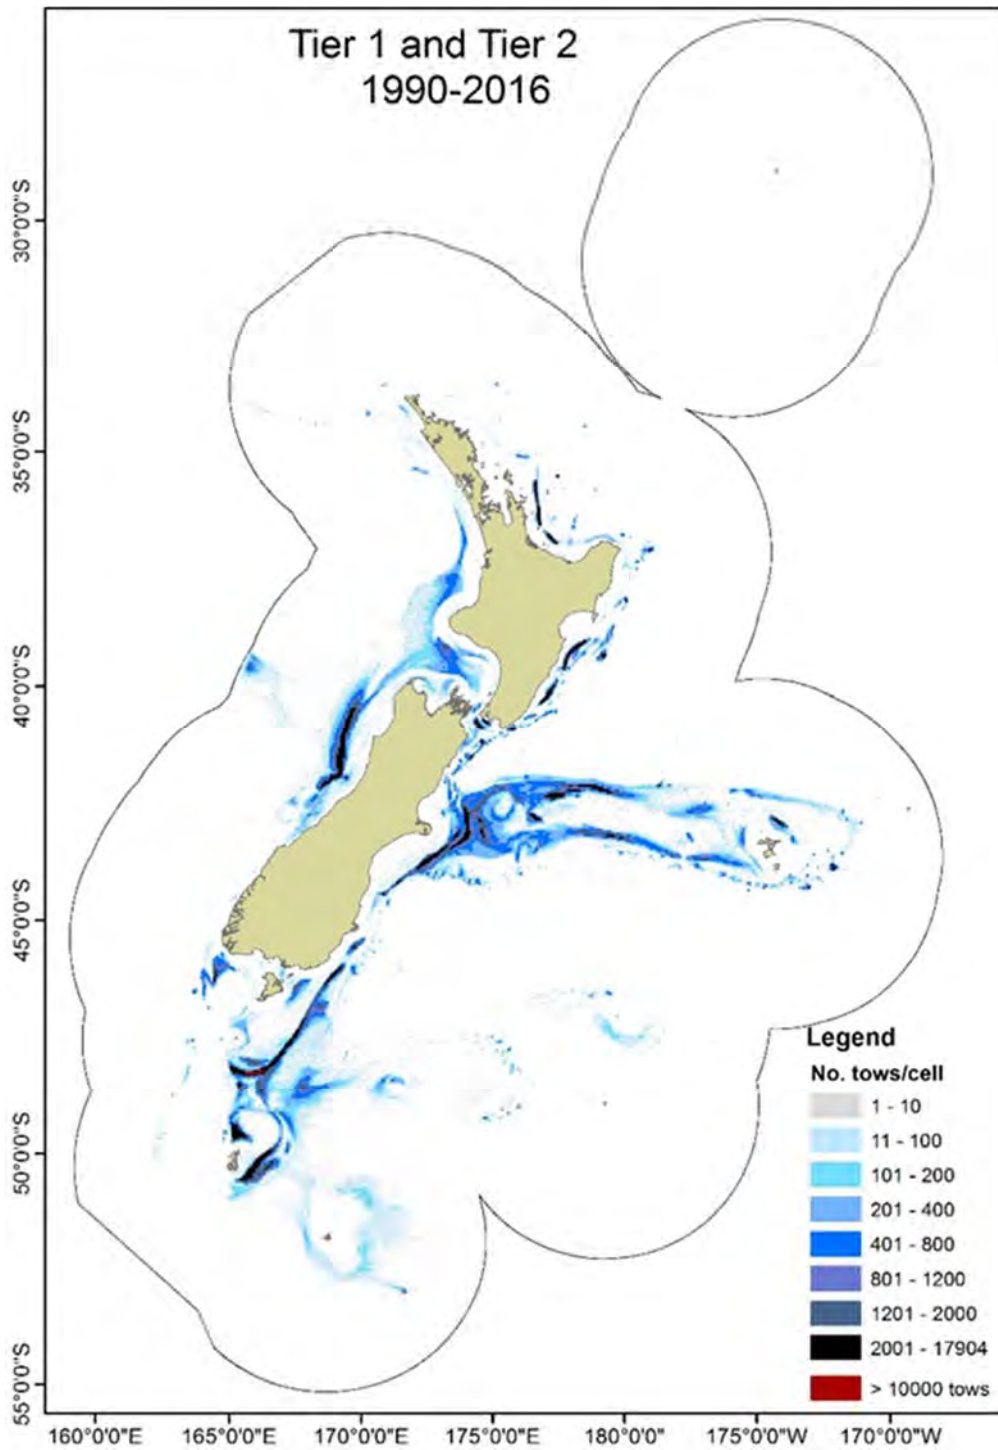 Tier 1 and Tier 2
1990-2016
30°0'0"S
35°0'0"S
40°0'0"S
45°0'0"S
50°0'0"S
55°0'0"S
Legend
No. tows/cell
1 - 10
11 - 100
101 - 200
201 - 400
401 - 800
801 - 1200
1201 - 2000
2001 - 17904
> 10000 tows
160°0'0"E
165°0'0"E
170°0'0"E
175°0'0"E
180°0'0"
175°0'0"W
170°0'0"W